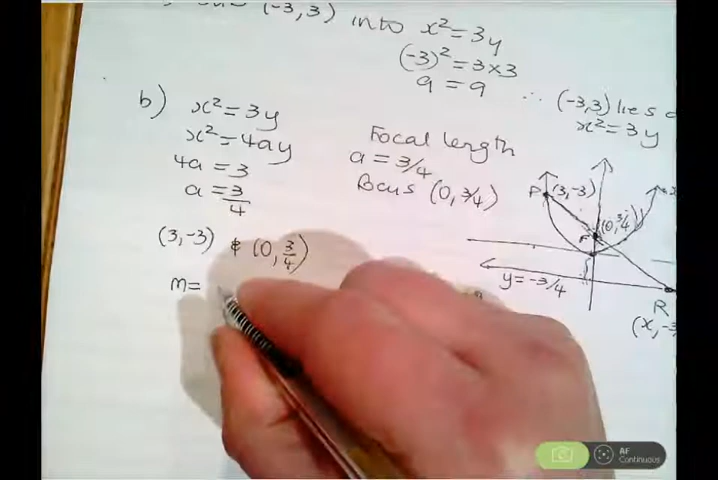 (-3,3) into x² = 3y
(-3)² = 3×3
9 = 9
∴ (-3,3) lies
x² = 3y
b) x² = 3y
x² = 4ay
4a = 3
a = 3/4
Focal length
a = 3/4
Focus (0, 3/4)
(3,-3) & (0, 3/4)
m=
P (3,-3)
F (0, 3/4)
y = -3/4
R
(x, -3
AF
Continuous